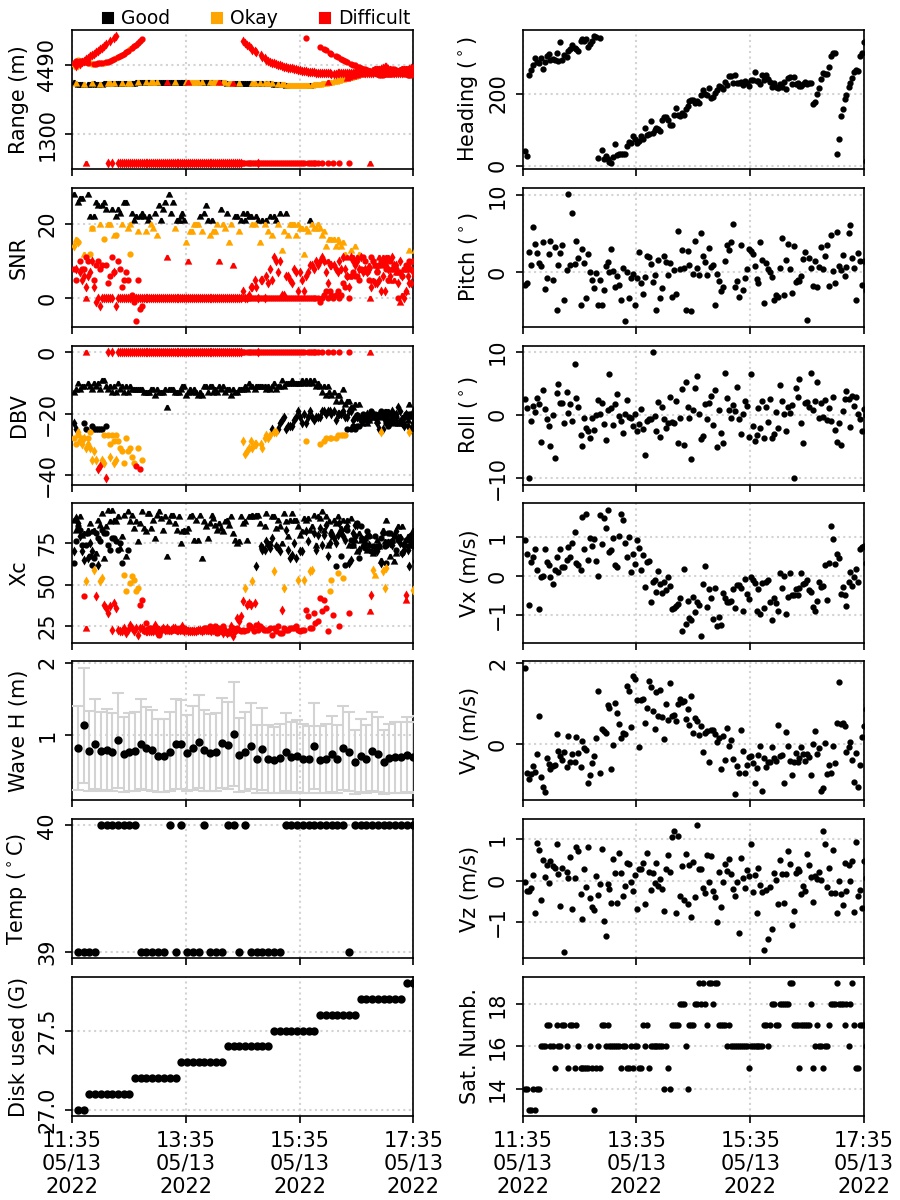 Good Okay Difficult
Range (m)
4490
1300
Heading (°)
200
0
SNR
20
0
Pitch (°)
10
0
DBV
0
−20
−40
Roll (°)
10
0
−10
Xc
75
50
25
Vx (m/s)
1
0
−1
Wave H (m)
2
1
Vy (m/s)
2
0
Temp (°C)
40
39
Vz (m/s)
1
0
−1
Disk used (G)
27.5
27.0
Sat. Numb.
18
16
14
11:35 13:35 15:35 17:35
05/13 05/13 05/13 05/13
2022 2022 2022 2022
11:35 13:35 15:35 17:35
05/13 05/13 05/13 05/13
2022 2022 2022 2022